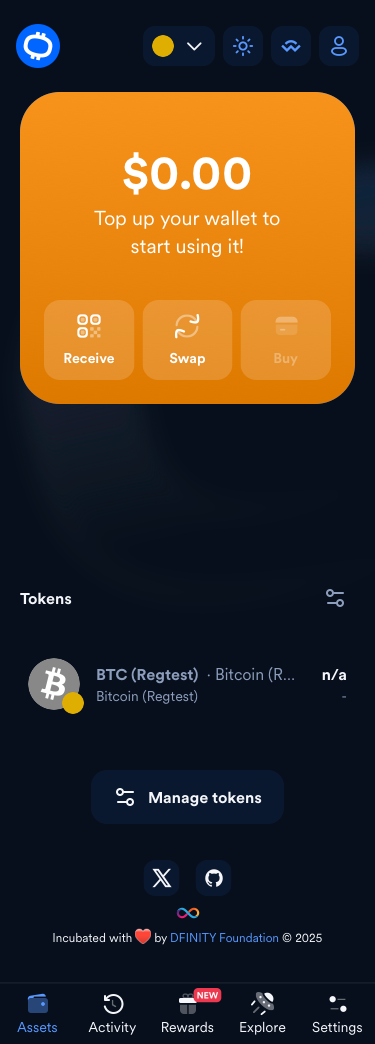 $0.00
Top up your wallet to
start using it!
Receive Swap Buy
Tokens
BTC (Regtest) · Bitcoin (R... n/a
Bitcoin (Regtest) -
Manage tokens
Incubated with ❤️ by DFINITY Foundation © 2025
NEW
Assets Activity Rewards Explore Settings